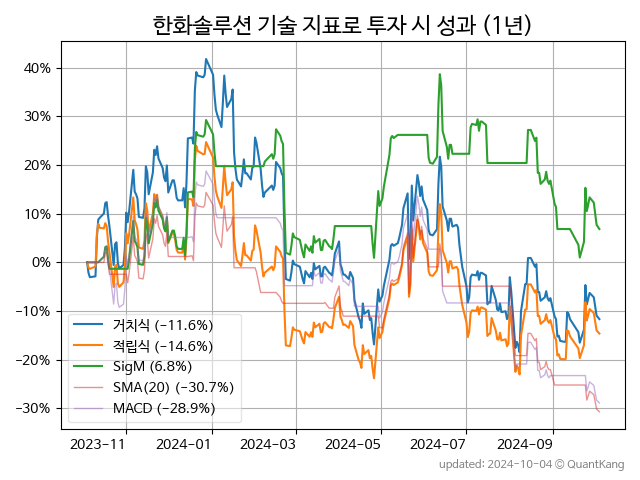 한화솔루션 기술 지표로 투자 시 성과 (1년)
40%
30%
20%
10%
0%
−10%
−20%
−30%
거치식 (−11.6%)
적립식 (−14.6%)
SigM (6.8%)
SMA(20) (−30.7%)
MACD (−28.9%)
2023-11
2024-01
2024-03
2024-05
2024-07
2024-09
updated: 2024-10-04 © QuantKang